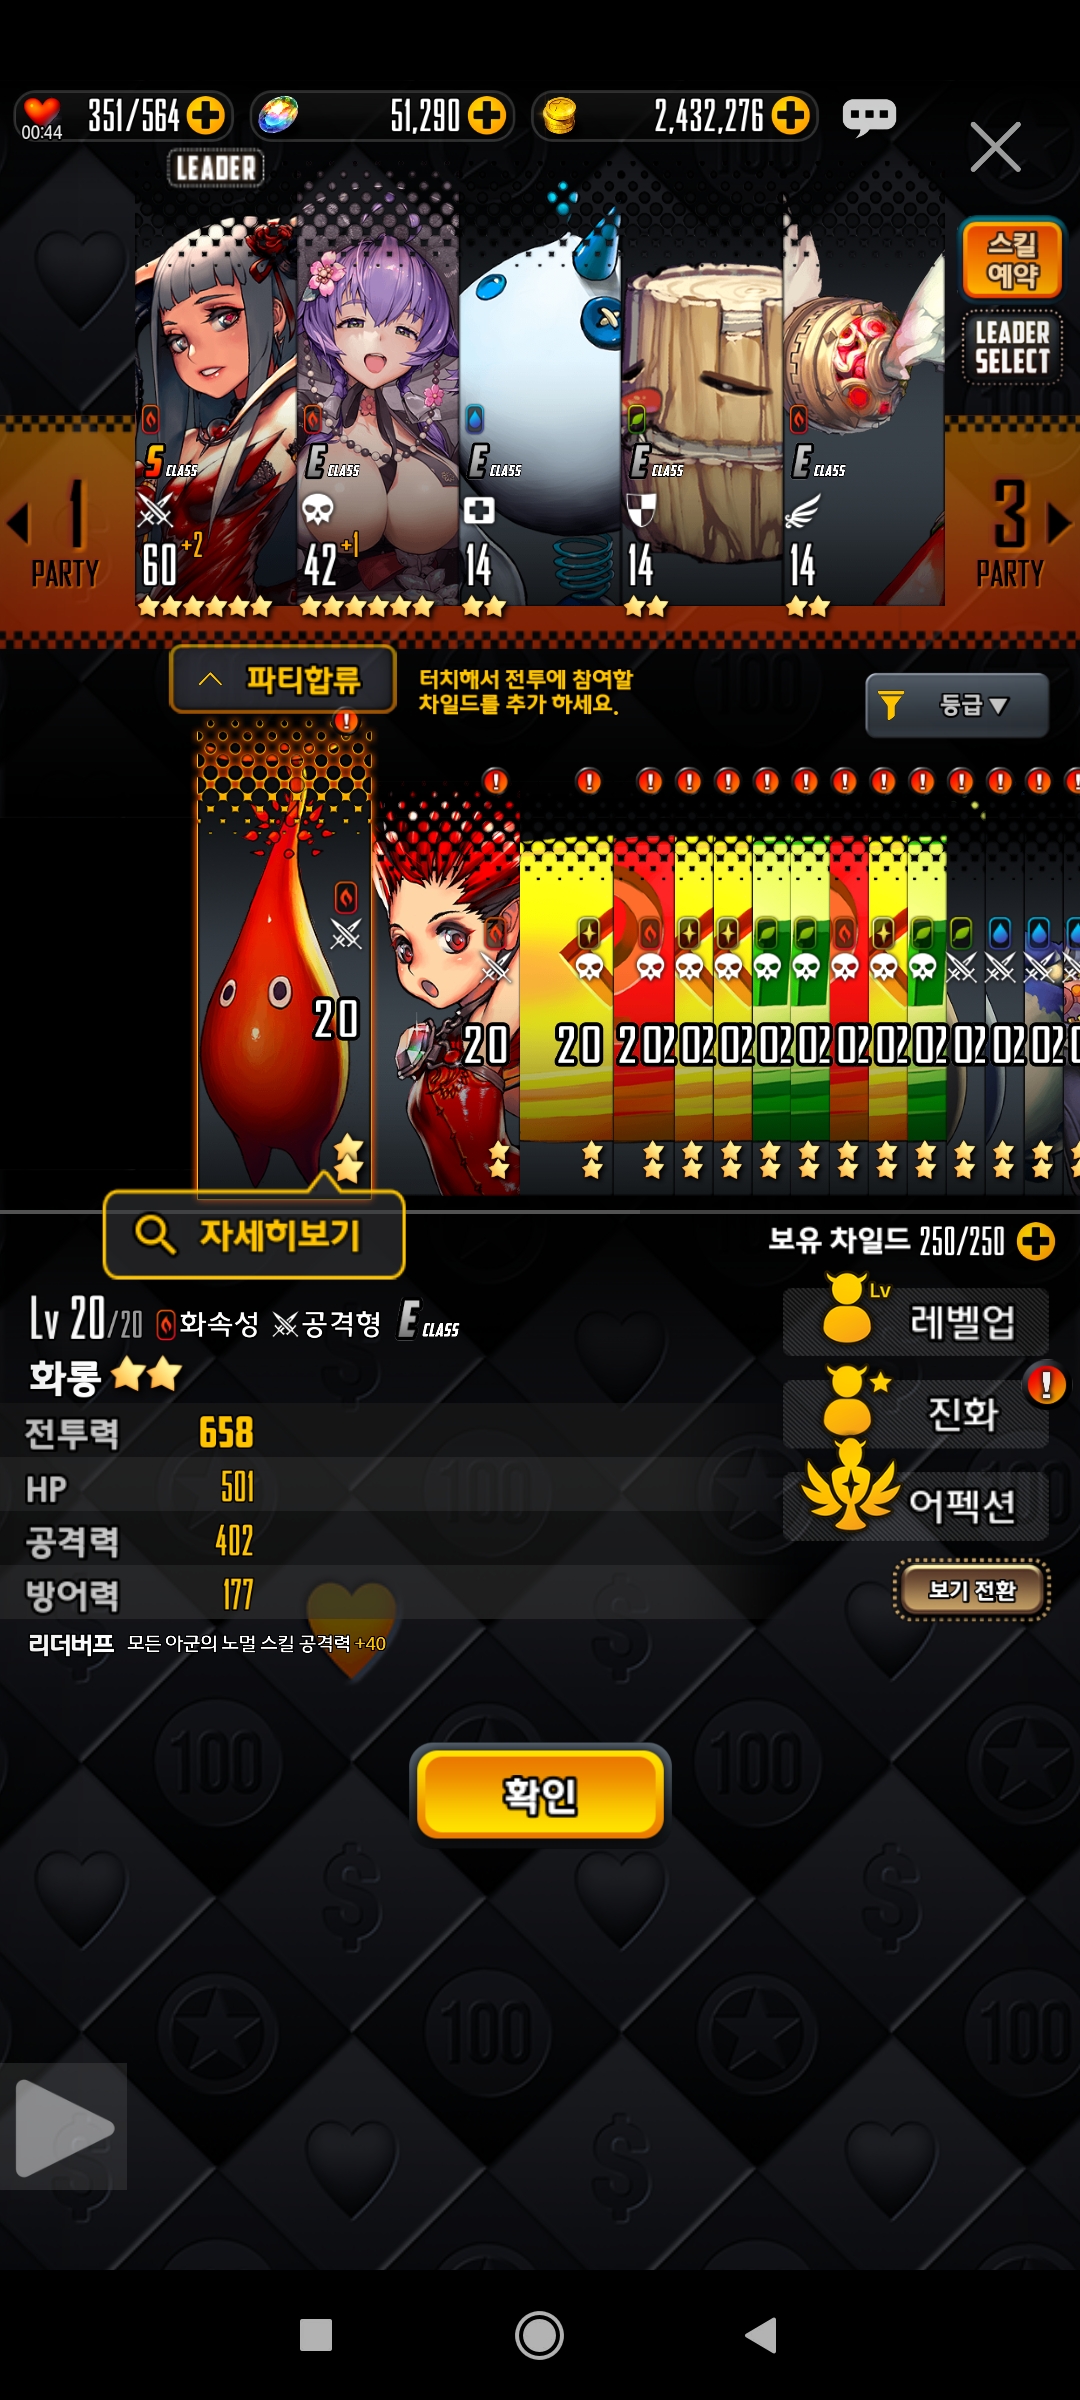 351/564
00:44
51,290
2,432,276
LEADER
스킬
예약
LEADER
SELECT
S CLASS
E CLASS
E CLASS
E CLASS
E CLASS
60 +2
42 +1
14
14
14
1
PARTY
3
PARTY
파티합류
터치해서 전투에 참여할
차일드를 추가 하세요.
등급▼
20
20
20
자세히보기
보유 차일드 250/250
Lv 20/20 화속성 공격형 E CLASS
화롱
Lv
레벨업
전투력 658
진화
HP 501
어펙션
공격력 402
방어력 177
보기 전환
리더버프 모든 아군의 노멀 스킬 공격력 +40
확인